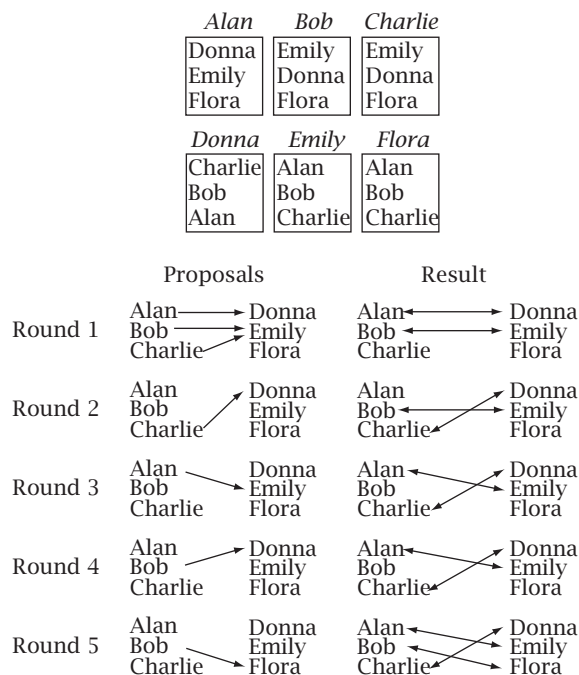 Alan Bob Charlie
Donna Emily Emily
Emily Donna Donna
Flora Flora Flora
Donna Emily Flora
Charlie Alan Alan
Bob Bob Bob
Alan Charlie Charlie
Proposals Result
Alan Donna Alan Donna
Round 1 Bob Emily Bob Emily
Charlie Flora Charlie Flora
Alan Donna Alan Donna
Round 2 Bob Emily Bob Emily
Charlie Flora Charlie Flora
Alan Donna Alan Donna
Round 3 Bob Emily Bob Emily
Charlie Flora Charlie Flora
Alan Donna Alan Donna
Round 4 Bob Emily Bob Emily
Charlie Flora Charlie Flora
Alan Donna Alan Donna
Round 5 Bob Emily Bob Emily
Charlie Flora Charlie Flora